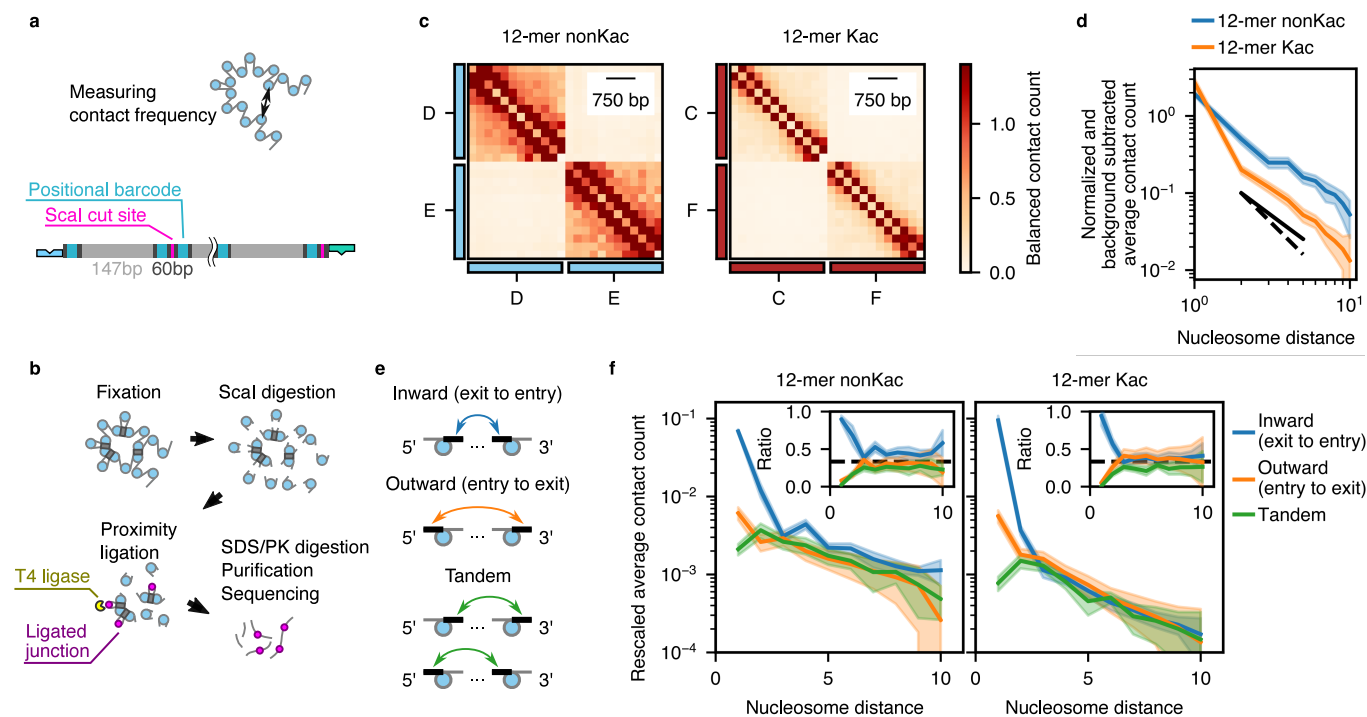 a
Measuring
contact frequency
Positional barcode
ScaI cut site
147bp
60bp
b
Fixation
ScaI digestion
Proximity
ligation
T4 ligase
Ligated
junction
SDS/PK digestion
Purification
Sequencing
c
12-mer nonKac
12-mer Kac
750 bp
750 bp
D
E
D
E
C
F
C
F
1.0
0.5
0.0
Balanced contact count
d
12-mer nonKac
12-mer Kac
10⁰
10⁻¹
10⁻²
10⁰
10¹
Normalized and
background subtracted
average contact count
Nucleosome distance
e
Inward (exit to entry)
5'
...
3'
Outward (entry to exit)
5'
...
3'
Tandem
5'
...
3'
5'
...
3'
f
12-mer nonKac
12-mer Kac
Rescaled average contact count
10⁻¹
10⁻²
10⁻³
10⁻⁴
0
5
10
Nucleosome distance
Ratio
1.0
0.5
0.0
0
10
0
5
10
Nucleosome distance
Ratio
1.0
0.5
0.0
0
10
Inward
(exit to entry)
Outward
(entry to exit)
Tandem